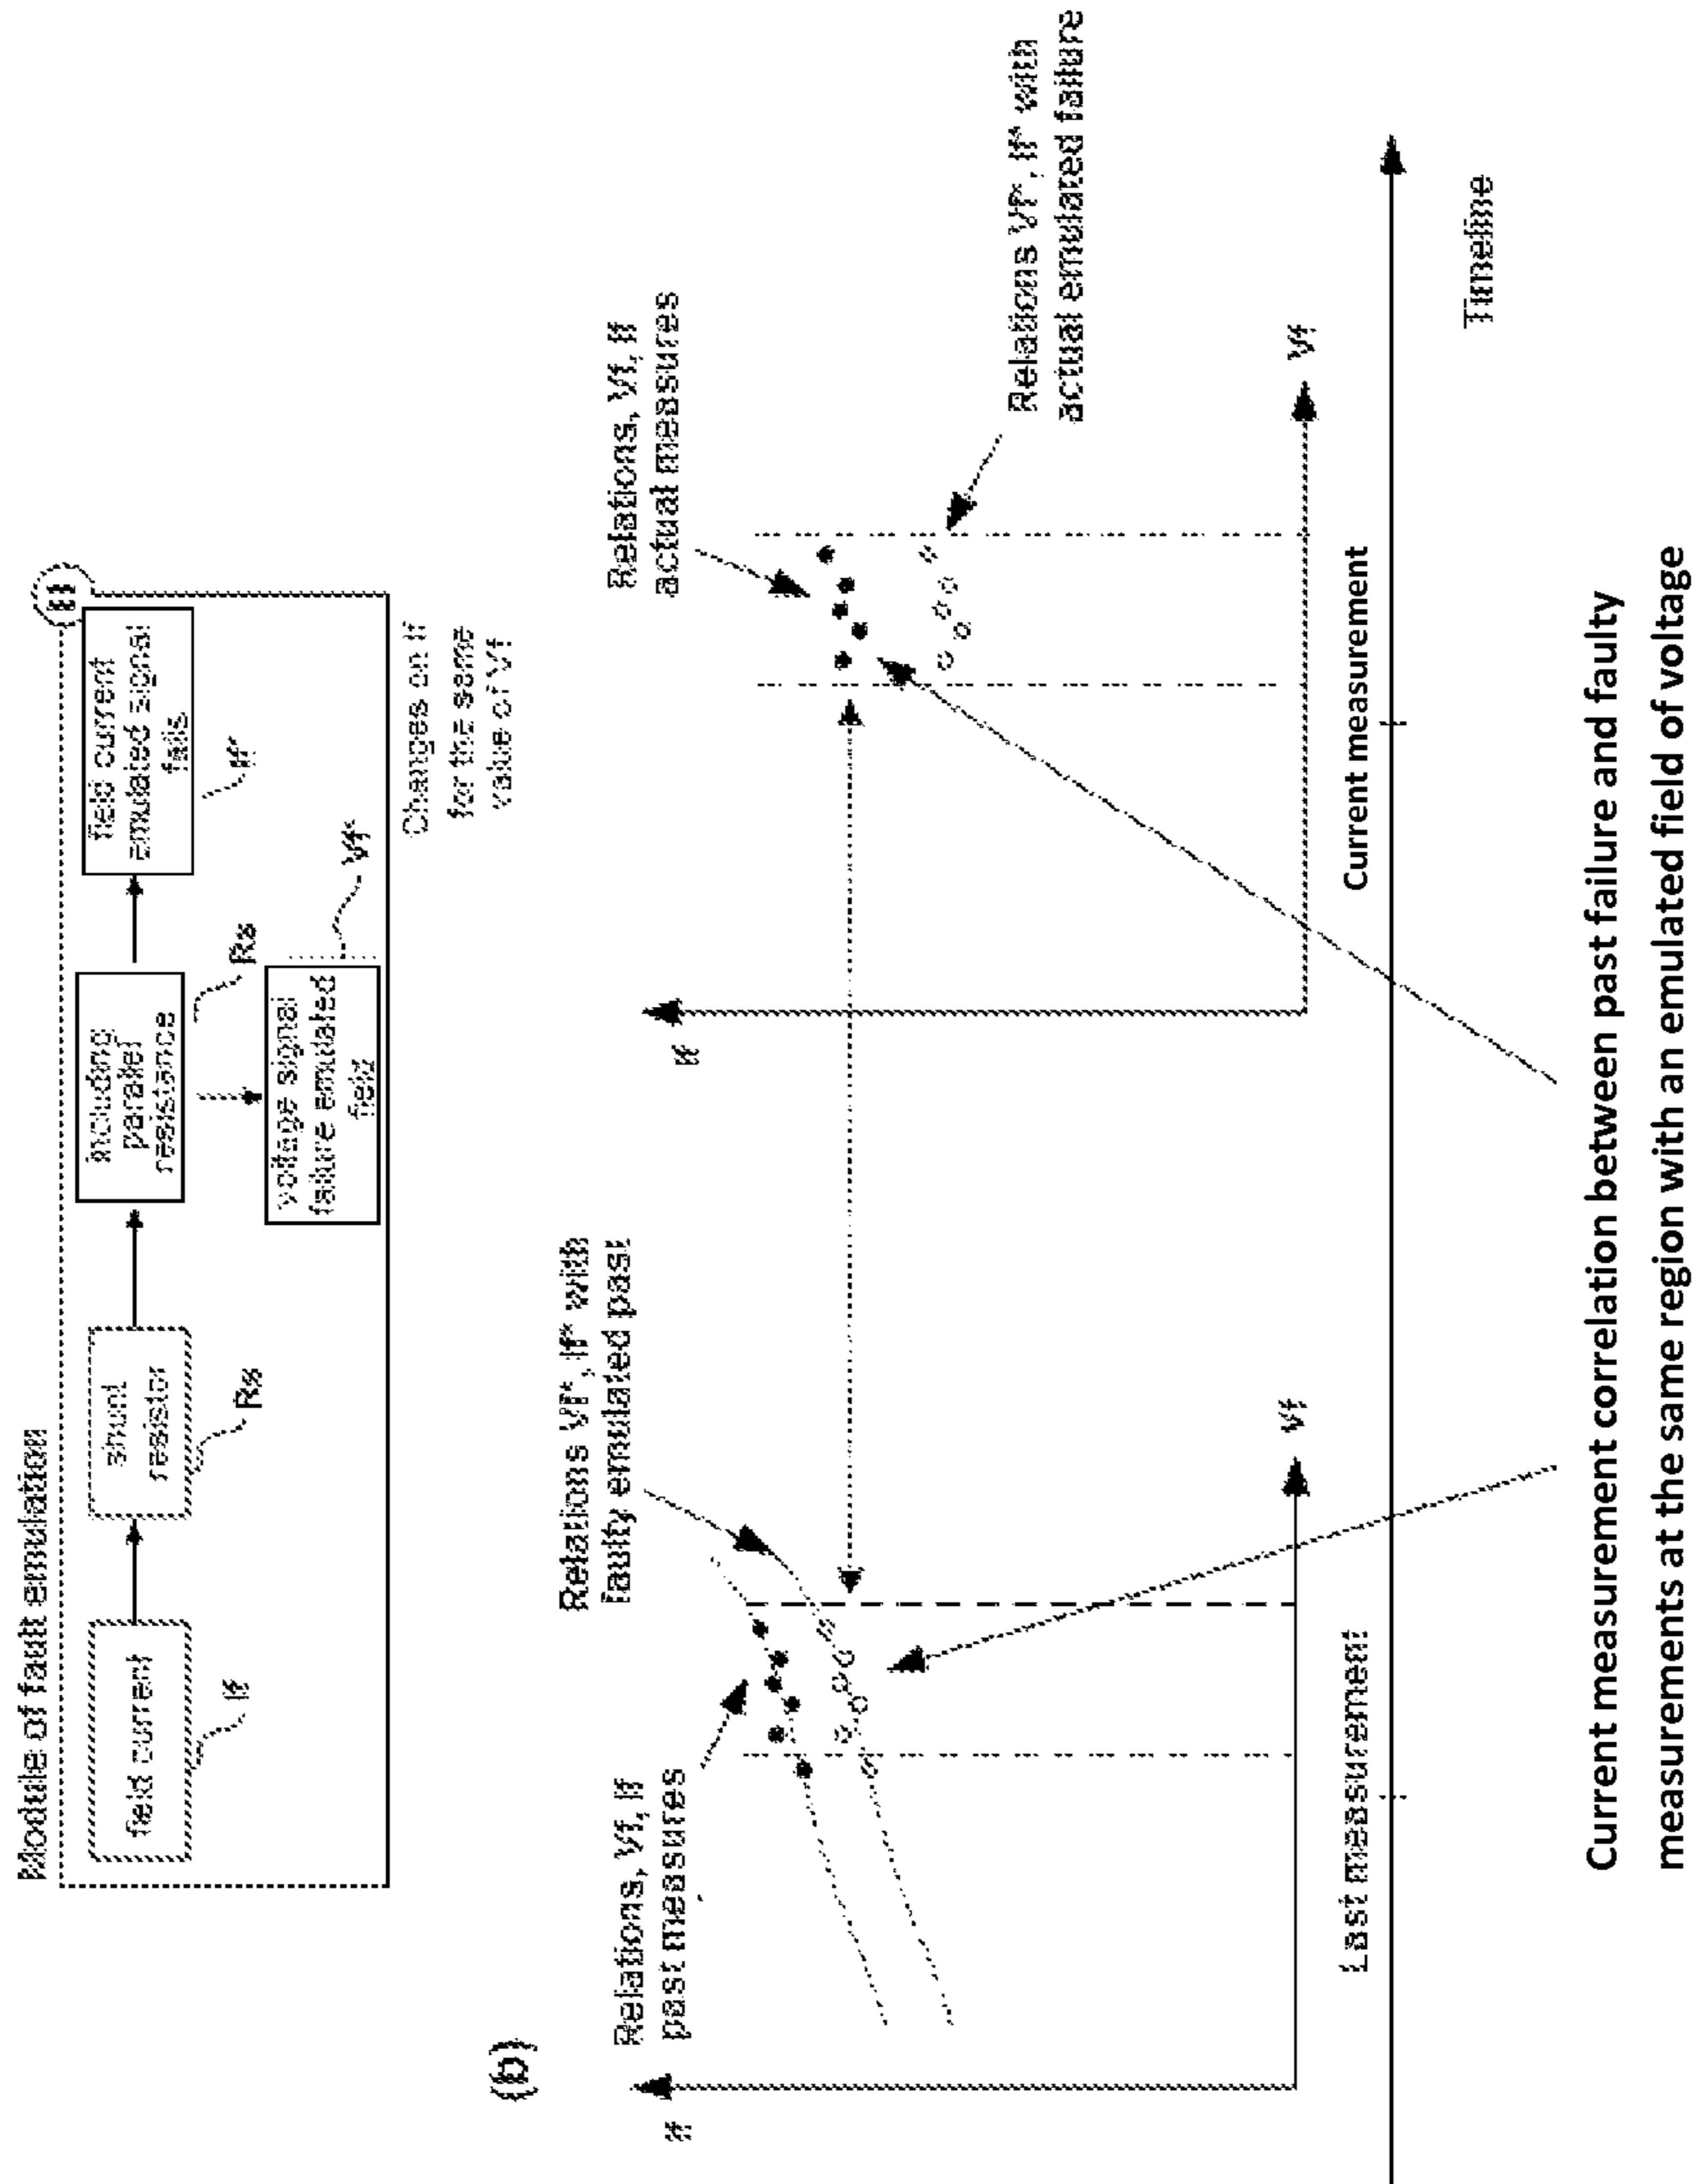 Module of fault emulation
field current
If
shunt
resistor
Rs
including
parallel
resistance
Rs
voltage signal
failure emulated
field
Vf*
field current
emulated signal
fails
If*
Changes on If
for the same
value of Vf
(b)
If
Relations, Vf, If
past measures
Relations Vf*, If* with
faulty emulated past
Vf
Last measurement
If
Relations, Vf, If
actual measures
Relations Vf*, If* with
actual emulated failure
Vf
Current measurement
Timeline
Current measurement correlation between past failure and faulty
measurements at the same region with an emulated field of voltage